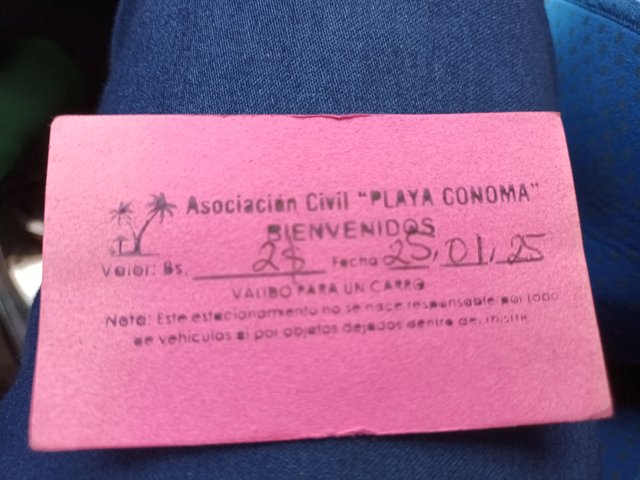 Asociación Civil "PLAYA CONOMA"
BIENVENIDOS
Valor: Bs. 2$ Fecha 25, 01, 25
VALIDO PARA UN CARRO
Nota: Este estacionamiento no se hace responsable por robo
de vehiculos ni por objetos dejados dentro del mismo